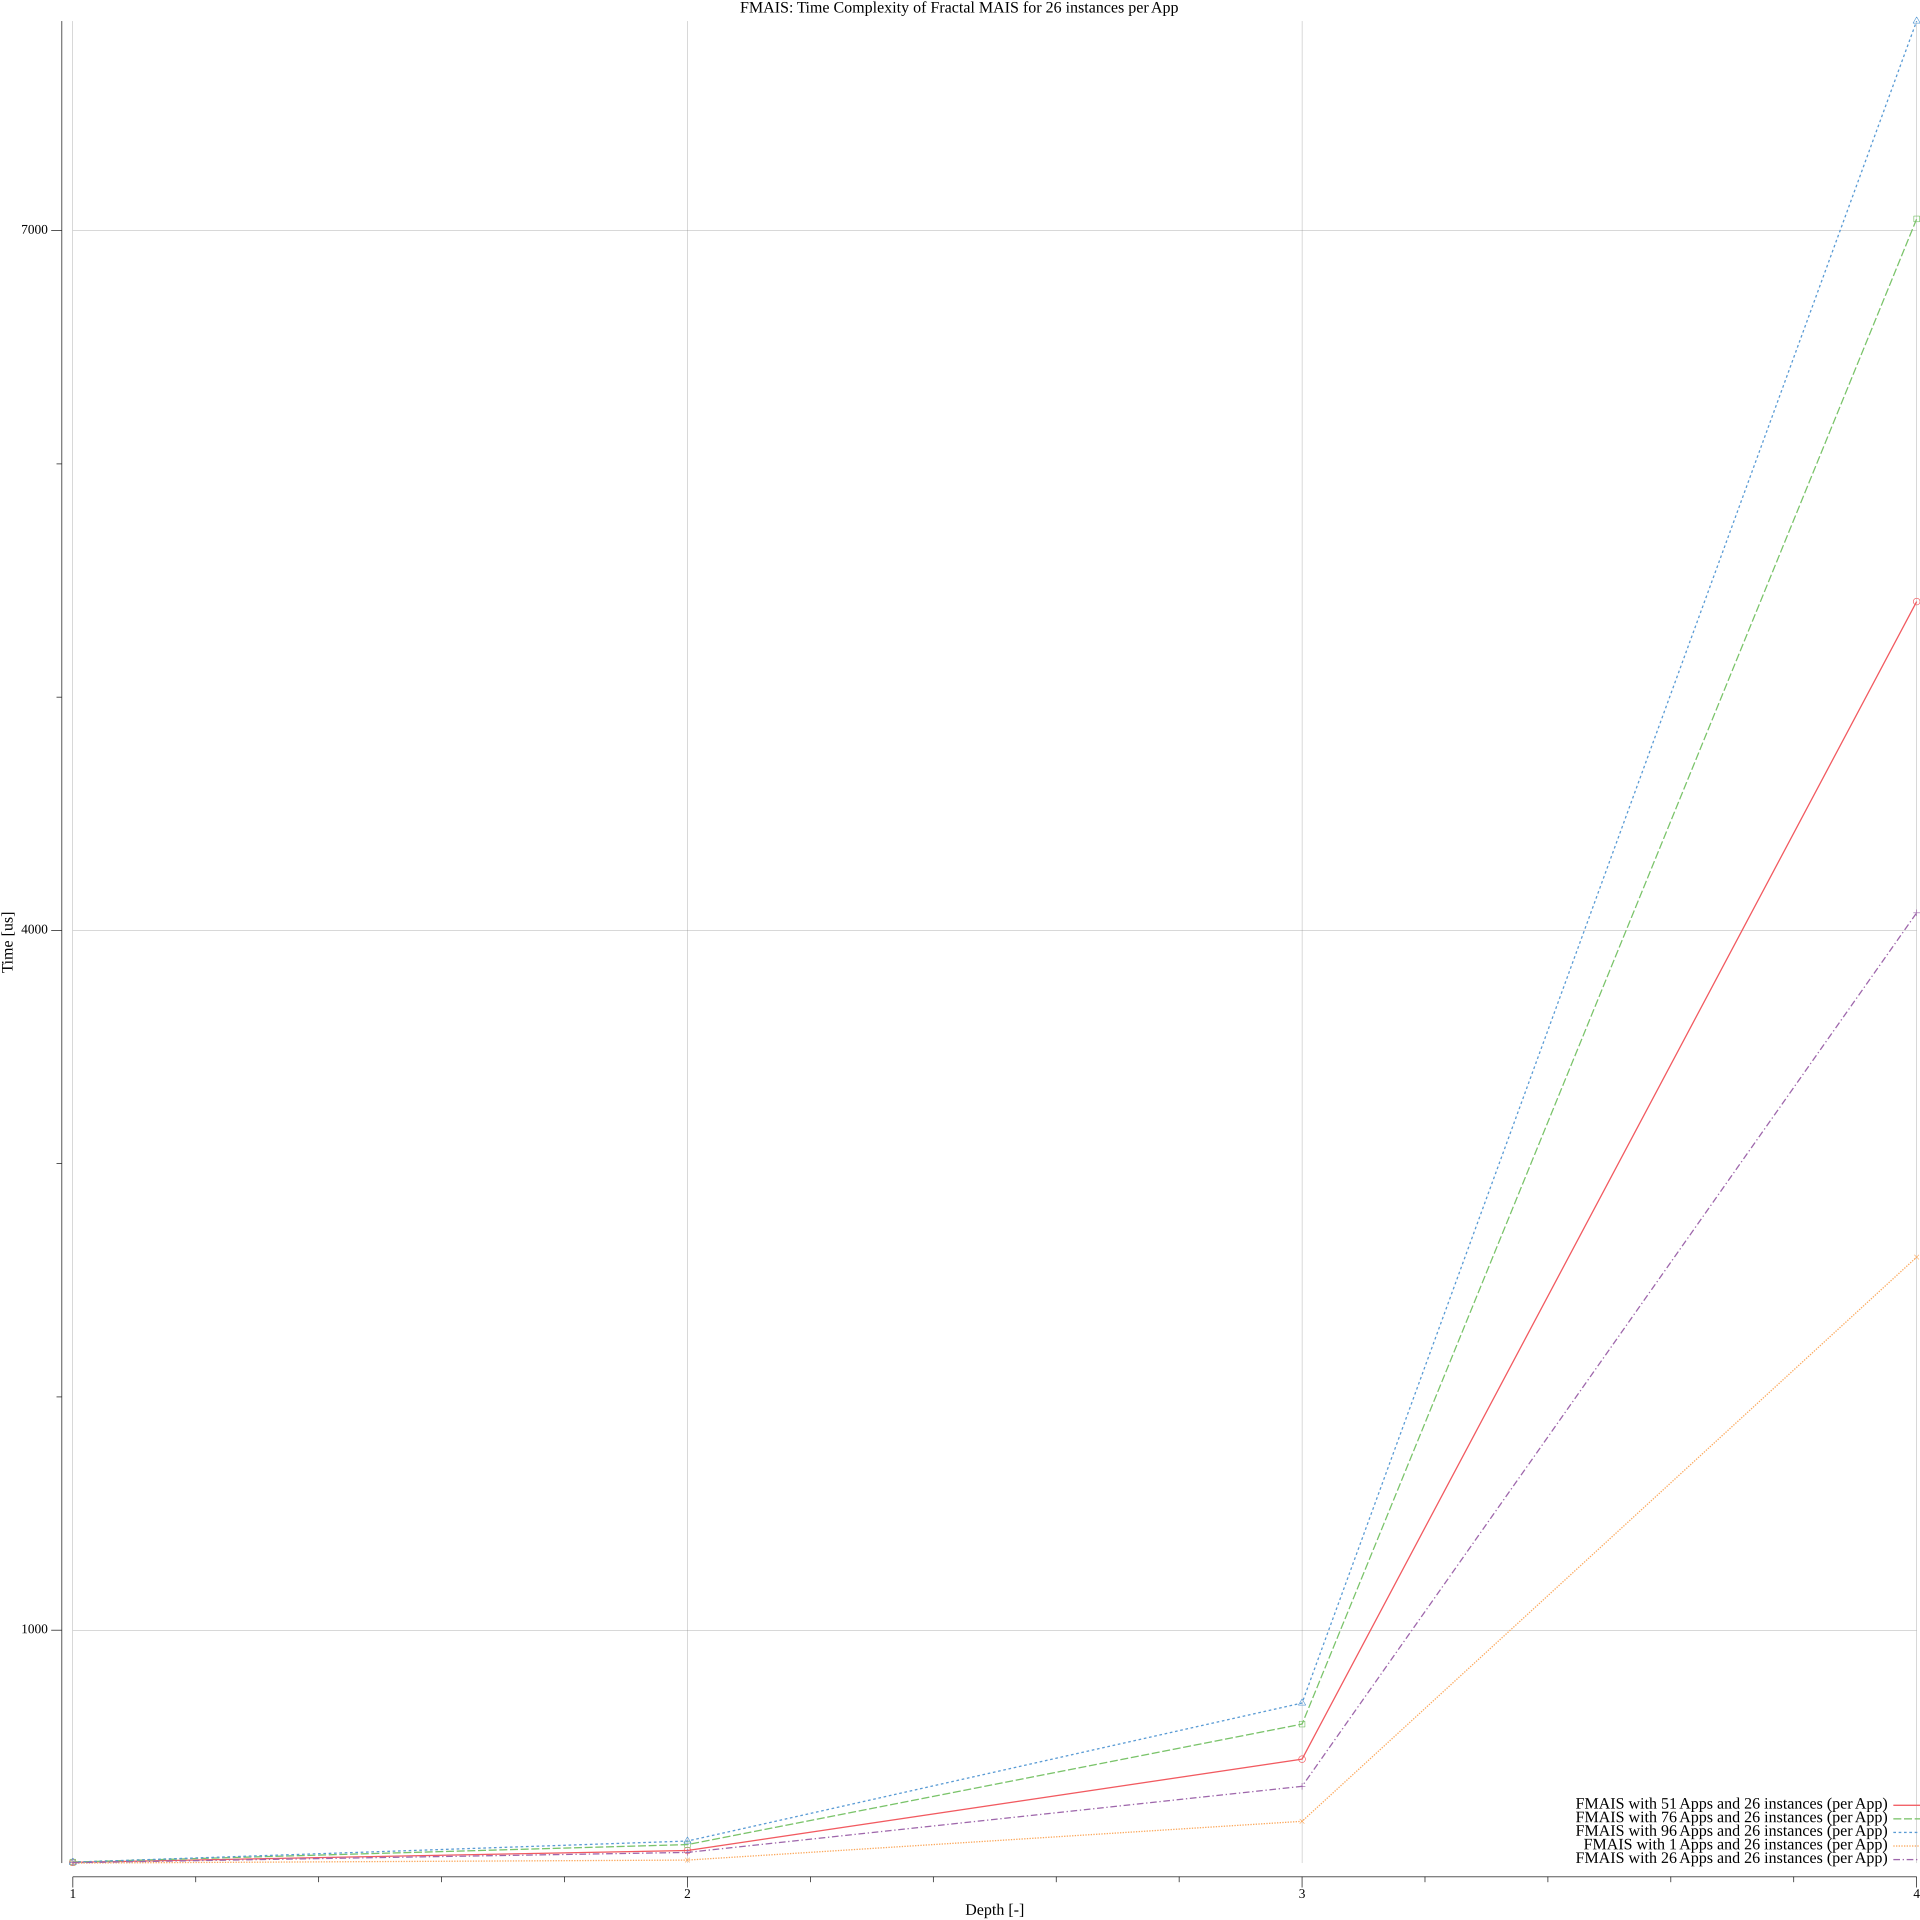 FMAIS: Time Complexity of Fractal MAIS for 26 instances per App
7000
4000
1000
Time [us]
FMAIS with 51 Apps and 26 instances (per App)
FMAIS with 76 Apps and 26 instances (per App)
FMAIS with 96 Apps and 26 instances (per App)
FMAIS with 1 Apps and 26 instances (per App)
FMAIS with 26 Apps and 26 instances (per App)
1 2 3 4
Depth [-]